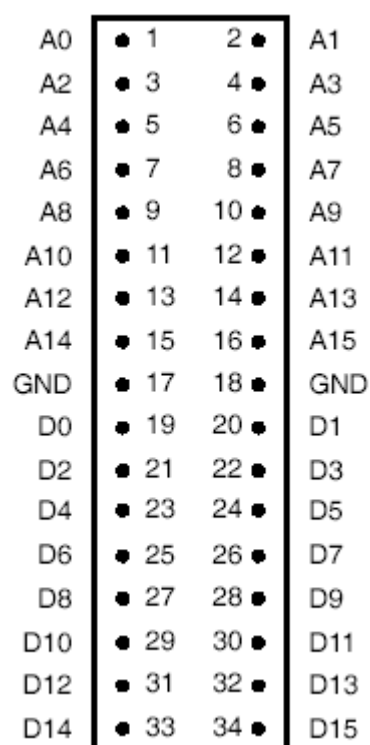 A0 1 2 A1
A2 3 4 A3
A4 5 6 A5
A6 7 8 A7
A8 9 10 A9
A10 11 12 A11
A12 13 14 A13
A14 15 16 A15
GND 17 18 GND
D0 19 20 D1
D2 21 22 D3
D4 23 24 D5
D6 25 26 D7
D8 27 28 D9
D10 29 30 D11
D12 31 32 D13
D14 33 34 D15